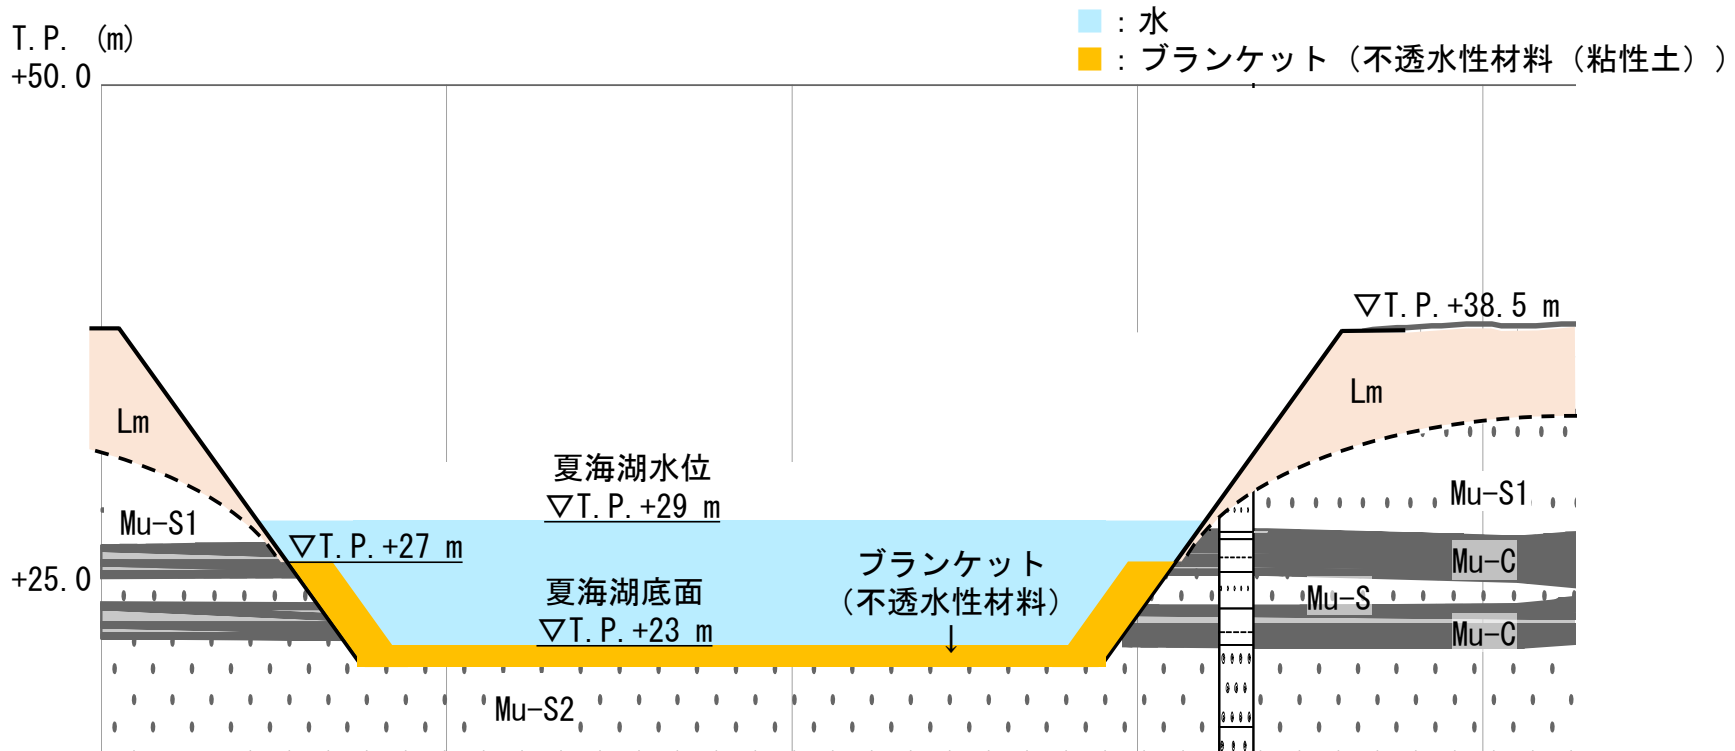 ：水
T.P. (m)
：ブランケット（不透水性材料（粘性土））
+50.0
▽T.P.+38.5 m
Lm
Lm
夏海湖水位
▽T.P.+29 m
Mu-S1
Mu-S1
▽T.P.+27 m
ブランケット
（不透水性材料）
↓
Mu-C
+25.0
夏海湖底面
▽T.P.+23 m
Mu-S
Mu-C
Mu-S2